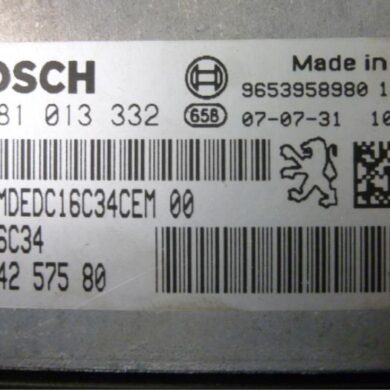 OSCH Made in
9653958980 1
81 013 332 658 07-07-31 10
MDEDC16C34CEM 00
6C34
42 575 80